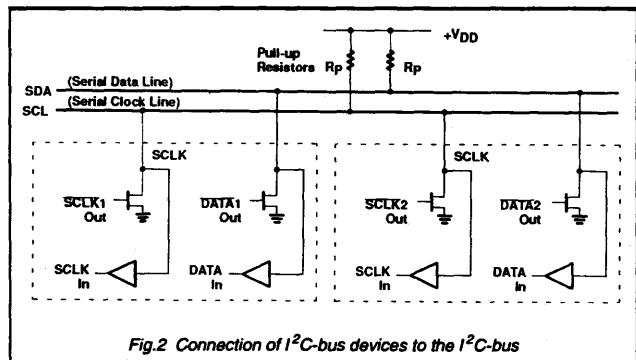 +VDD
Pull-up
Resistors RP RP
(Serial Data Line)
SDA
(Serial Clock Line)
SCL
SCLK
SCLK1
Out
DATA1
Out
SCLK
In
DATA
In
SCLK
SCLK2
Out
DATA2
Out
SCLK
In
DATA
In
Fig.2 Connection of I²C-bus devices to the I²C-bus